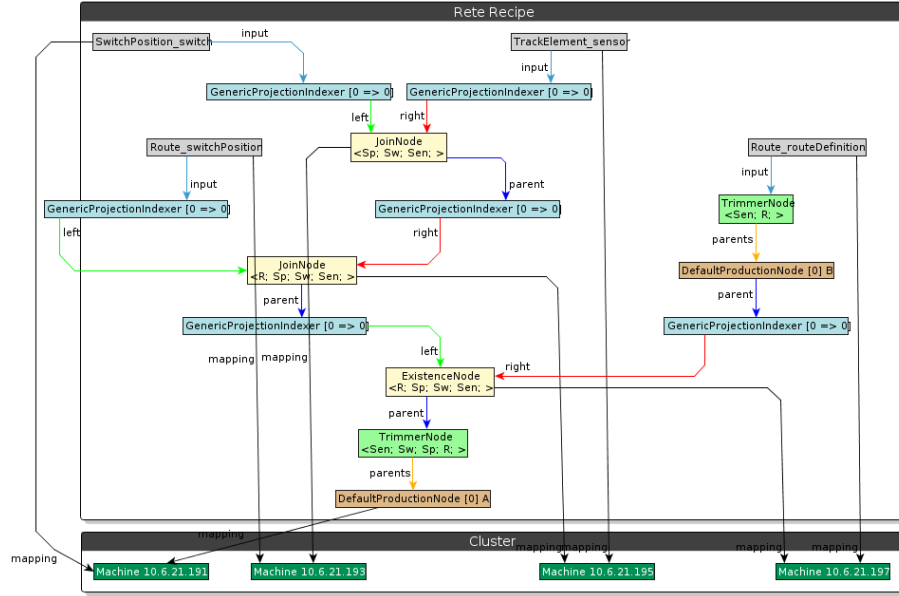 Rete Recipe
SwitchPosition_switch
input
TrackElement_sensor
input
GenericProjectionIndexer [0 => 0]
GenericProjectionIndexer [0 => 0]
left
right
JoinNode
<Sp; Sw; Sen; >
Route_switchPosition
Route_routeDefinition
input
parent
input
GenericProjectionIndexer [0 => 0]
GenericProjectionIndexer [0 => 0]
TrimmerNode
<Sen; R; >
left
right
parents
JoinNode
<R; Sp; Sw; Sen; >
DefaultProductionNode [0] B
parent
parent
GenericProjectionIndexer [0 => 0]
GenericProjectionIndexer [0 => 0]
mapping
mapping
left
right
ExistenceNode
<R; Sp; Sw; Sen; >
parent
TrimmerNode
<Sen; Sw; Sp; R; >
parents
DefaultProductionNode [0] A
mapping
Cluster
mapping
mapping
mapping
mapping
mapping
Machine 10.6.21.191
Machine 10.6.21.193
Machine 10.6.21.195
Machine 10.6.21.197